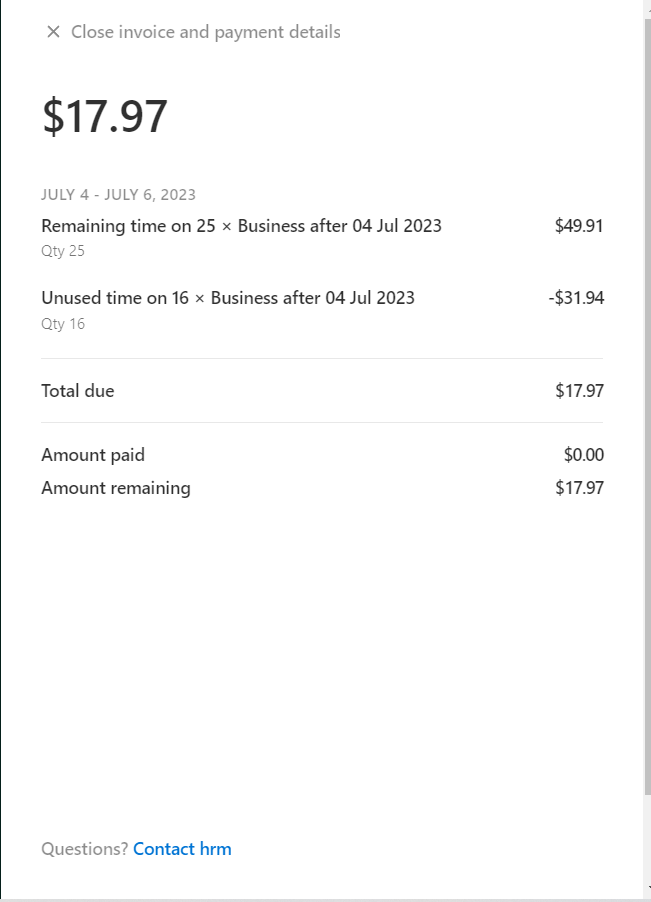 × Close invoice and payment details
$17.97
JULY 4 - JULY 6, 2023
Remaining time on 25 × Business after 04 Jul 2023 $49.91
Qty 25
Unused time on 16 × Business after 04 Jul 2023 -$31.94
Qty 16
Total due $17.97
Amount paid $0.00
Amount remaining $17.97
Questions? Contact hrm